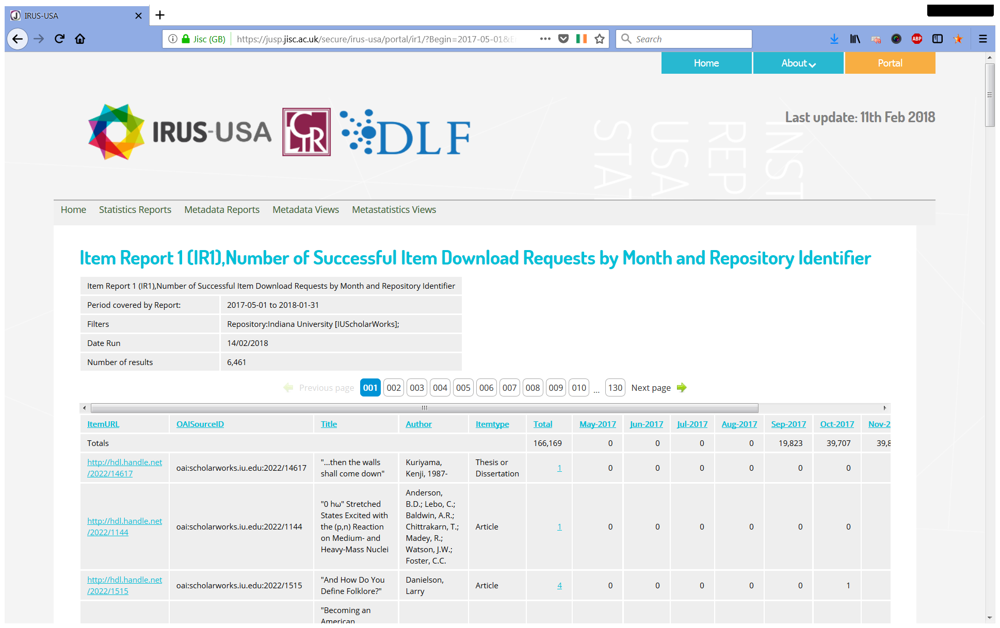 IRUS-USA
Jisc (GB) https://jusp.jisc.ac.uk/secure/irus-usa/portal/ir1/?Begin=2017-05-01& Search ABP
Home About Portal
IRUS-USA CLIR DLF
Last update: 11th Feb 2018
INST
REP
USA
STAT
Home Statistics Reports Metadata Reports Metadata Views Metastatistics Views
Item Report 1 (IR1),Number of Successful Item Download Requests by Month and Repository Identifier
Item Report 1 (IR1),Number of Successful Item Download Requests by Month and Repository Identifier
Period covered by Report: 2017-05-01 to 2018-01-31
Filters Repository:Indiana University [IUScholarWorks];
Date Run 14/02/2018
Number of results 6,461
Previous page 001 002 003 004 005 006 007 008 009 010 ... 130 Next page
ItemURL OAISourceID Title Author Itemtype Total May-2017 Jun-2017 Jul-2017 Aug-2017 Sep-2017 Oct-2017 Nov-2
Totals 166,169 0 0 0 0 19,823 39,707 39,8
http://hdl.handle.net
/2022/14617
oai:scholarworks.iu.edu:2022/14617
"...then the walls
shall come down"
Kuriyama,
Kenji, 1987-
Thesis or
Dissertation
1 0 0 0 0 0 0
http://hdl.handle.net
/2022/1144
oai:scholarworks.iu.edu:2022/1144
"0 hω" Stretched
States Excited with
the (p,n) Reaction
on Medium- and
Heavy-Mass Nuclei
Anderson,
B.D.; Lebo, C.;
Baldwin, A.R.;
Chittrakarn, T.;
Madey, R.;
Watson, J.W.;
Foster, C.C.
Article
1 0 0 0 0 0 0
http://hdl.handle.net
/2022/1515
oai:scholarworks.iu.edu:2022/1515
"And How Do You
Define Folklore?"
Danielson,
Larry
Article
4 0 0 0 0 0 1
"Becoming an
American